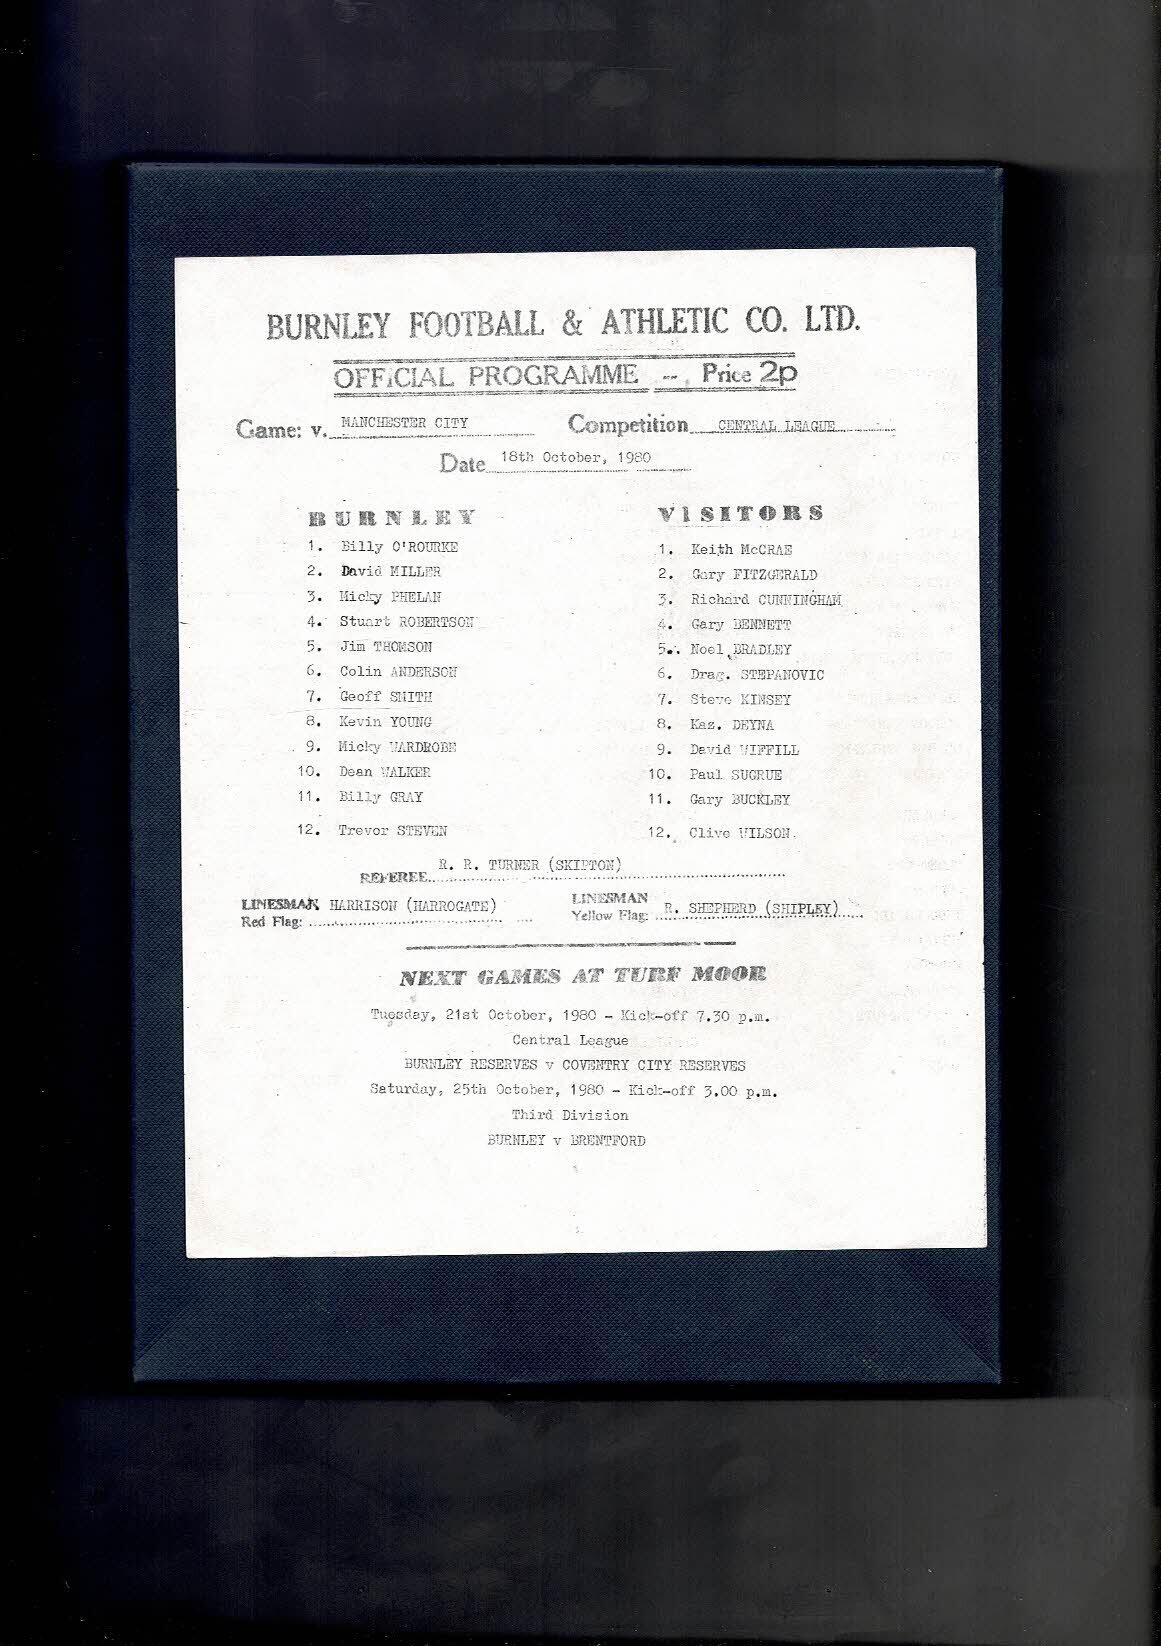 BURNLEY FOOTBALL & ATHLETIC CO. LTD.
OFFICIAL PROGRAMME -- Price 2p
Game: v. MANCHESTER CITY Competition CENTRAL LEAGUE
Date 18th October, 1980
BURNLEY VISITORS
1. Billy O'ROURKE 1. Keith McCRAE
2. David MILLER 2. Gary FITZGERALD
3. Micky PHELAN 3. Richard CUNNINGHAM
4. Stuart ROBERTSON 4. Gary BENNETT
5. Jim THOMSON 5. Noel BRADLEY
6. Colin ANDERSON 6. Drag. STEPANOVIC
7. Geoff SMITH 7. Steve KINSEY
8. Kevin YOUNG 8. Kaz. DEYNA
9. Micky WARDROBE 9. David WIFFILL
10. Dean WALKER 10. Paul SUGRUE
11. Billy GRAY 11. Gary BUCKLEY
12. Trevor STEVEN 12. Clive WILSON.
REFEREE R. R. TURNER (SKIPTON)
LINESMAN HARRISON (HARROGATE) LINESMAN R. SHEPHERD (SHIPLEY)
Red Flag: Yellow Flag:
NEXT GAMES AT TURF MOOR
Tuesday, 21st October, 1980 - Kick-off 7.30 p.m.
Central League
BURNLEY RESERVES v COVENTRY CITY RESERVES
Saturday, 25th October, 1980 - Kick-off 3.00 p.m.
Third Division
BURNLEY v BRENTFORD